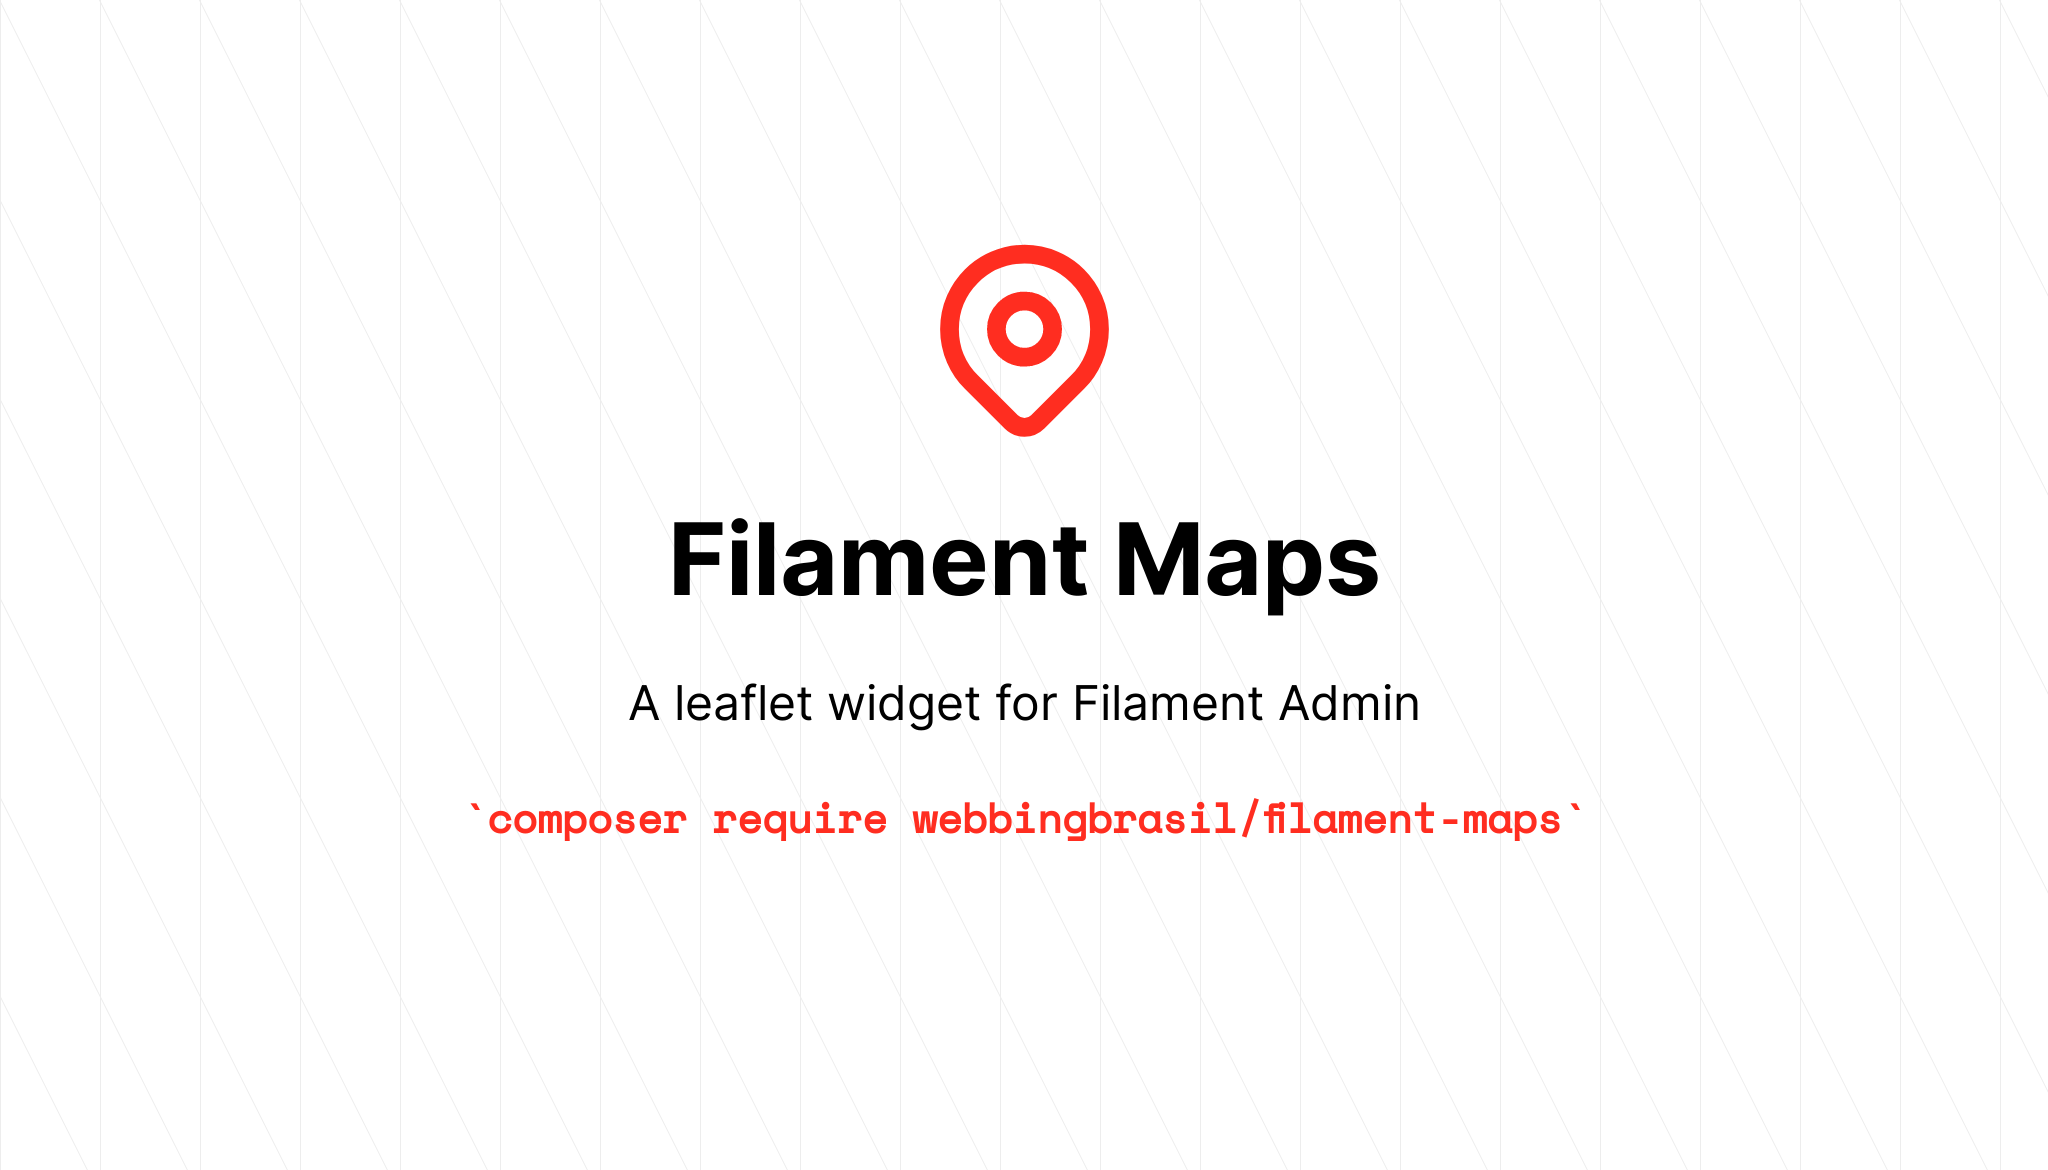 Filament Maps
A leaflet widget for Filament Admin
`composer require webbingbrasil/filament-maps`